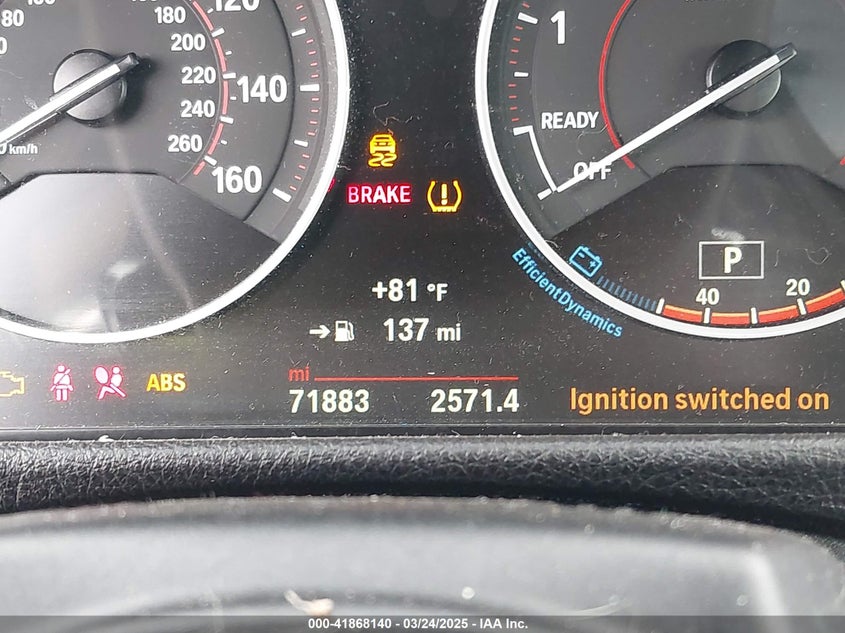 120
180
200
220
140
240
260
160
km/h
1
READY
OFF
BRAKE
+81 °F
137 mi
EfficientDynamics
P
40
20
ABS
mi
71883 2571.4
Ignition switched on
000-41868140 - 03/24/2025 - IAA Inc.